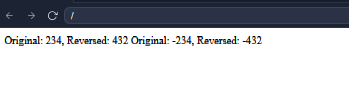 /
Original: 234, Reversed: 432 Original: -234, Reversed: -432